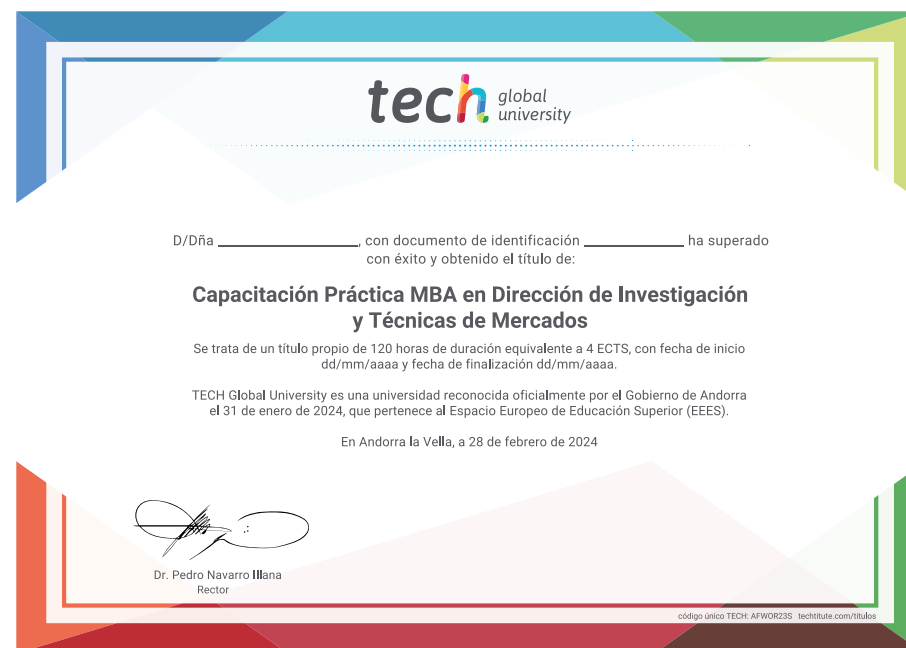 tech global university
D/Dña ____________________, con documento de identificación ______________ ha superado
con éxito y obtenido el título de:
Capacitación Práctica MBA en Dirección de Investigación
y Técnicas de Mercados
Se trata de un título propio de 120 horas de duración equivalente a 4 ECTS, con fecha de inicio
dd/mm/aaaa y fecha de finalización dd/mm/aaaa.
TECH Global University es una universidad reconocida oficialmente por el Gobierno de Andorra
el 31 de enero de 2024, que pertenece al Espacio Europeo de Educación Superior (EEES).
En Andorra la Vella, a 28 de febrero de 2024
Dr. Pedro Navarro Illana
Rector
código único TECH: AFWOR23S techtitute.com/titulos